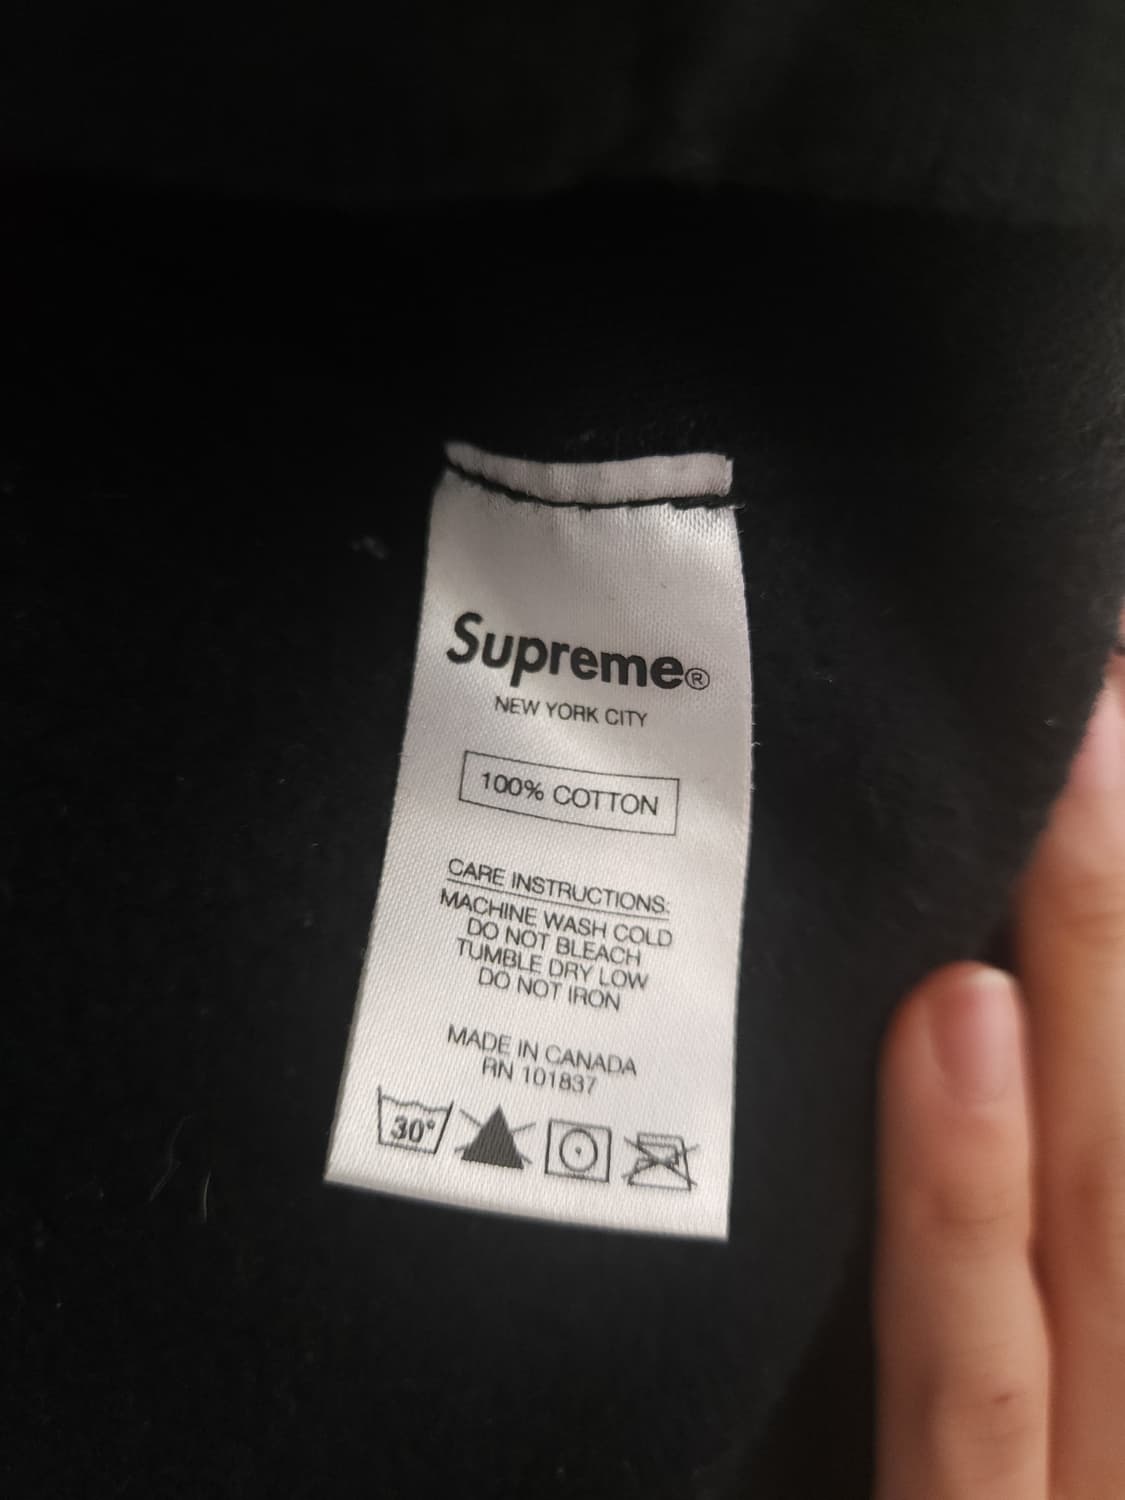 Supreme®
NEW YORK CITY
100% COTTON
CARE INSTRUCTIONS:
MACHINE WASH COLD
DO NOT BLEACH
TUMBLE DRY LOW
DO NOT IRON
MADE IN CANADA
RN 101837
30°